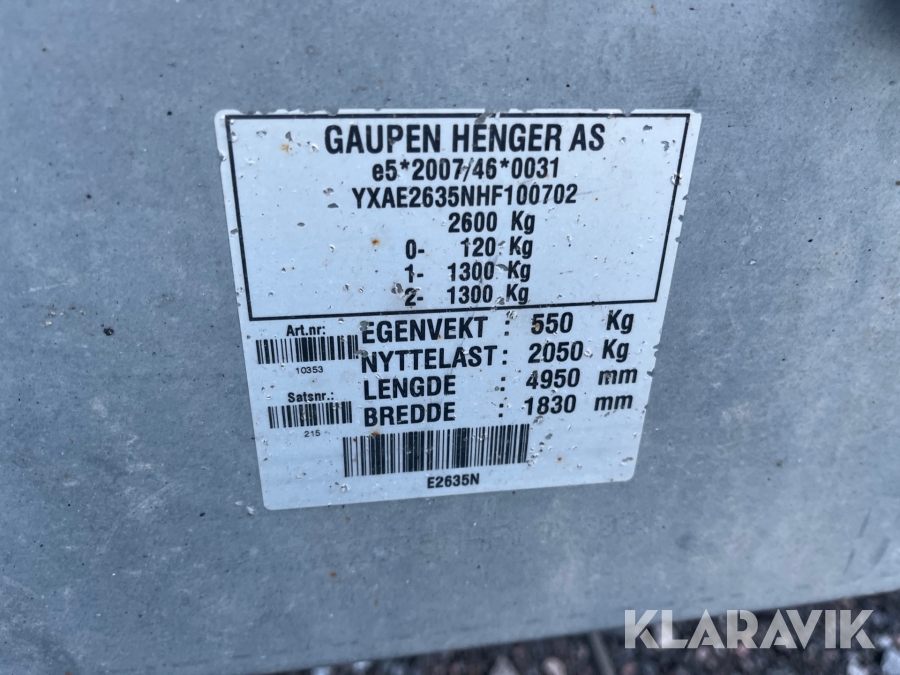 GAUPEN HENGER AS
e5*2007/46*0031
YXAE2635NHF100702
2600 Kg
0- 120 Kg
1- 1300 Kg
2- 1300 Kg
Art.nr:
10353
Satsnr.:
215
EGENVEKT : 550 Kg
NYTTELAST : 2050 Kg
LENGDE : 4950 mm
BREDDE : 1830 mm
E2635N
KLARAVIK